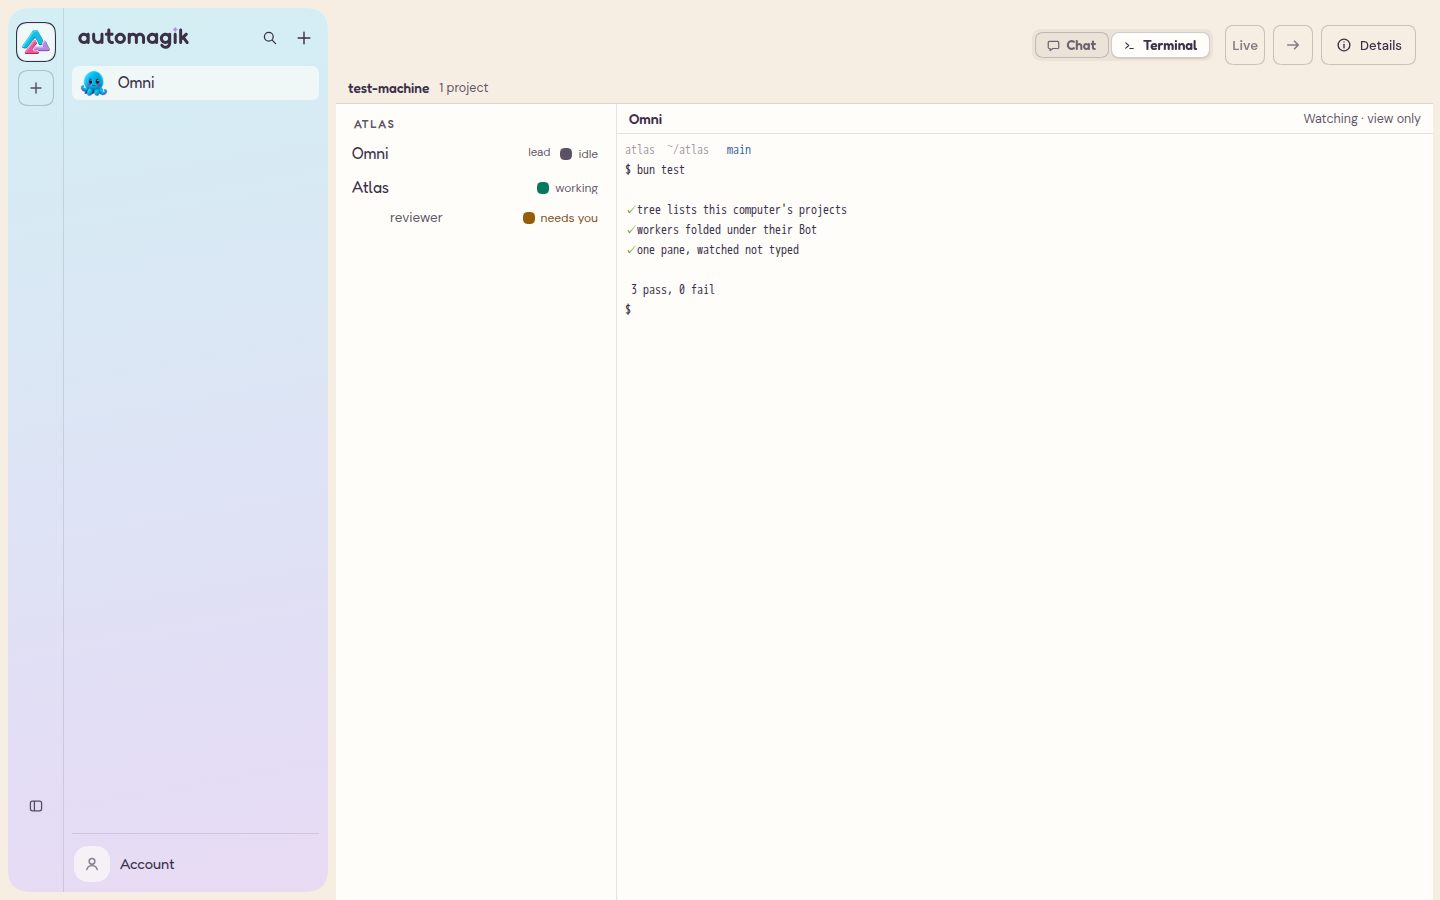 automagik
Omni
Account
Chat
Terminal
Live
Details
test-machine 1 project
ATLAS
Omni lead idle
Atlas working
reviewer needs you
Omni Watching · view only
atlas ~/atlas main
$ bun test
✓tree lists this computer's projects
✓workers folded under their Bot
✓one pane, watched not typed
3 pass, 0 fail
$